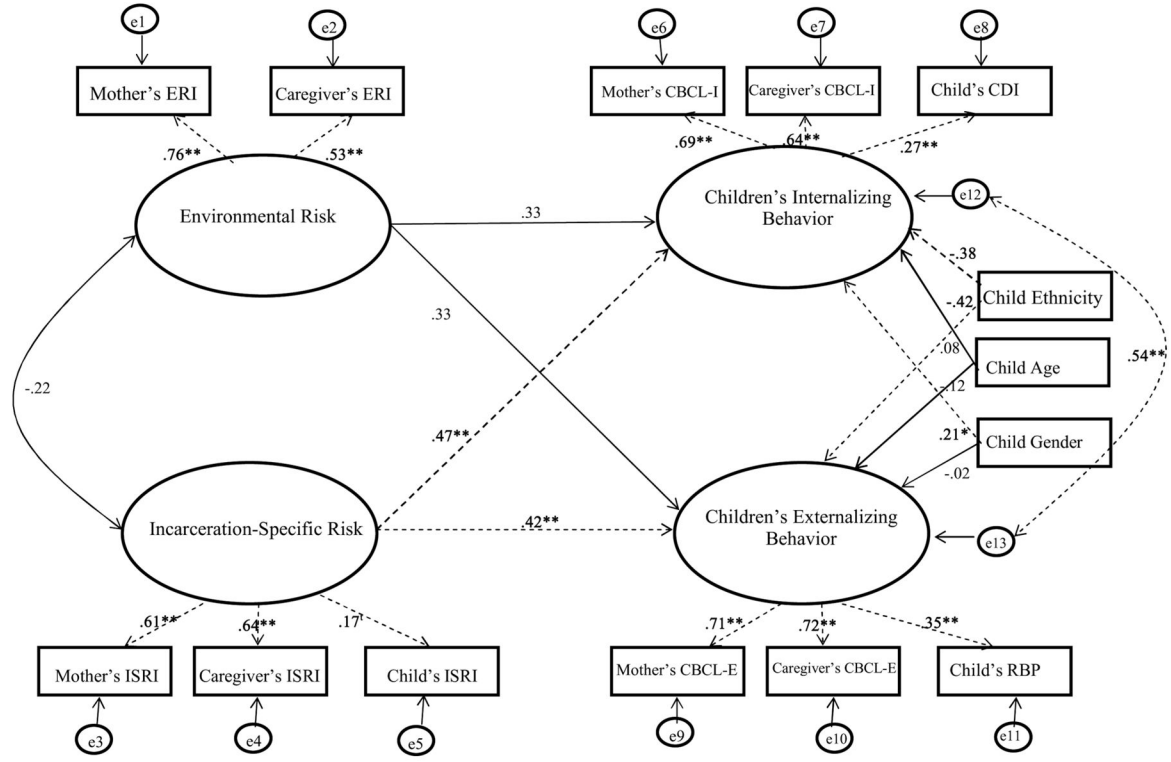 e1
e2
e6
e7
e8
Mother's ERI
Caregiver's ERI
Mother's CBCL-I
Caregiver's CBCL-I
Child's CDI
.76**
.53**
.69**
.64**
.27**
Environmental Risk
Children's Internalizing
Behavior
e12
.33
-.38
-.42
Child Ethnicity
.33
.08
.54**
Child Age
-.12
-.22
.47**
.21*
Child Gender
-.02
Incarceration-Specific Risk
.42**
Children's Externalizing
Behavior
e13
.61**
.64**
.17t
.71**
.72**
.35**
Mother's ISRI
Caregiver's ISRI
Child's ISRI
Mother's CBCL-E
Caregiver's CBCL-E
Child's RBP
e3
e4
e5
e9
e10
e11